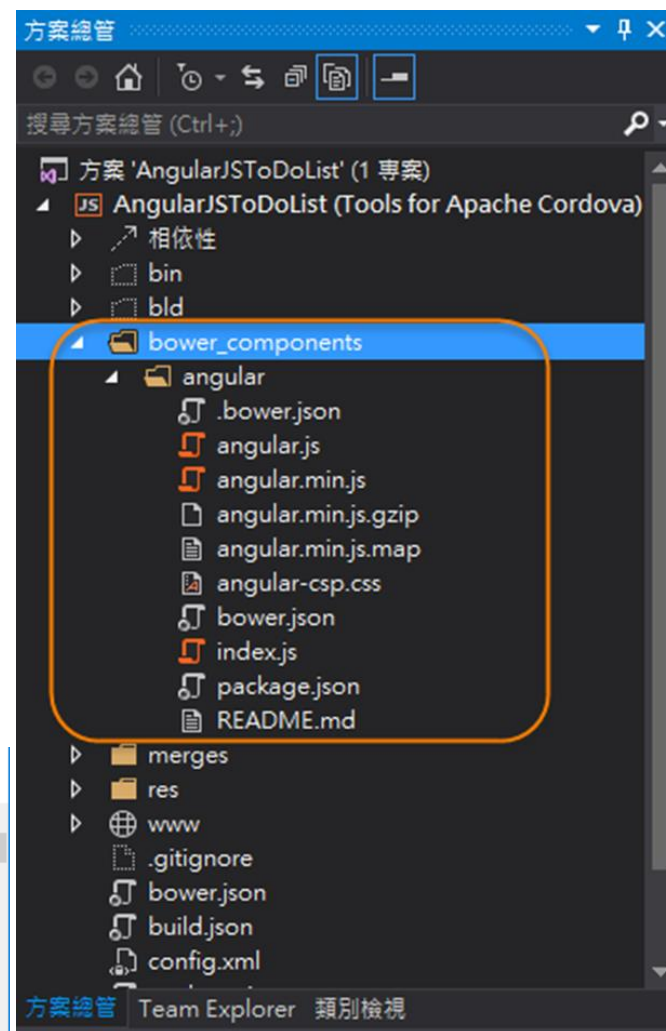 方案總管
搜尋方案總管 (Ctrl+;)
方案 'AngularJSToDoList' (1 專案)
JS AngularJSToDoList (Tools for Apache Cordova)
相依性
bin
bld
bower_components
angular
.bower.json
angular.js
angular.min.js
angular.min.js.gzip
angular.min.js.map
angular-csp.css
bower.json
index.js
package.json
README.md
merges
res
www
.gitignore
bower.json
build.json
config.xml
方案總管 Team Explorer 類別檢視